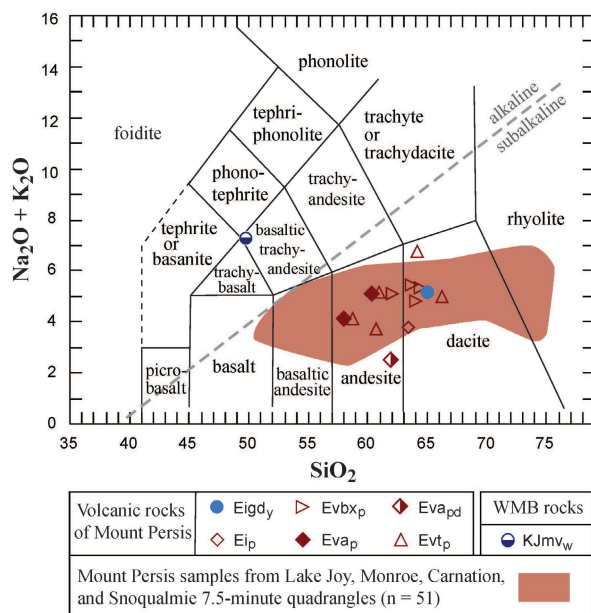 16
14
12
10
8
6
4
2
0
Na₂O + K₂O
35
40
45
50
55
60
65
70
75
SiO₂
phonolite
foidite
tephri-
phonolite
trachyte
or
trachydacite
alkaline
subalkaline
phono-
tephrite
trachy-
andesite
tephrite
or
basanite
basaltic
trachy-
andesite
rhyolite
trachy-
basalt
picro-
basalt
basalt
basaltic
andesite
andesite
dacite
Volcanic rocks
of Mount Persis
Eigdy
Evbxp
Evapd
Eip
Evap
Evtp
WMB rocks
KJmvw
Mount Persis samples from Lake Joy, Monroe, Carnation,
and Snoqualmie 7.5-minute quadrangles (n = 51)